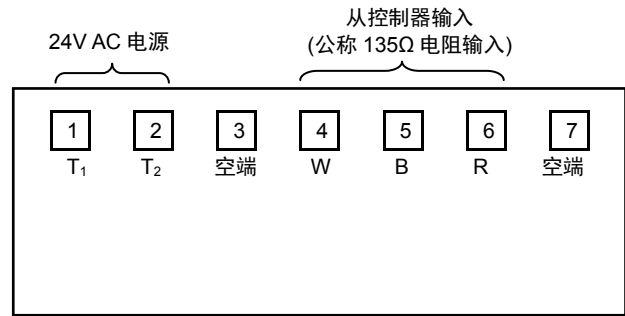 从控制器输入
24V AC 电源
(公称 135Ω 电阻输入)
1 2 3 4 5 6 7
T₁ T₂ 空端 W B R 空端